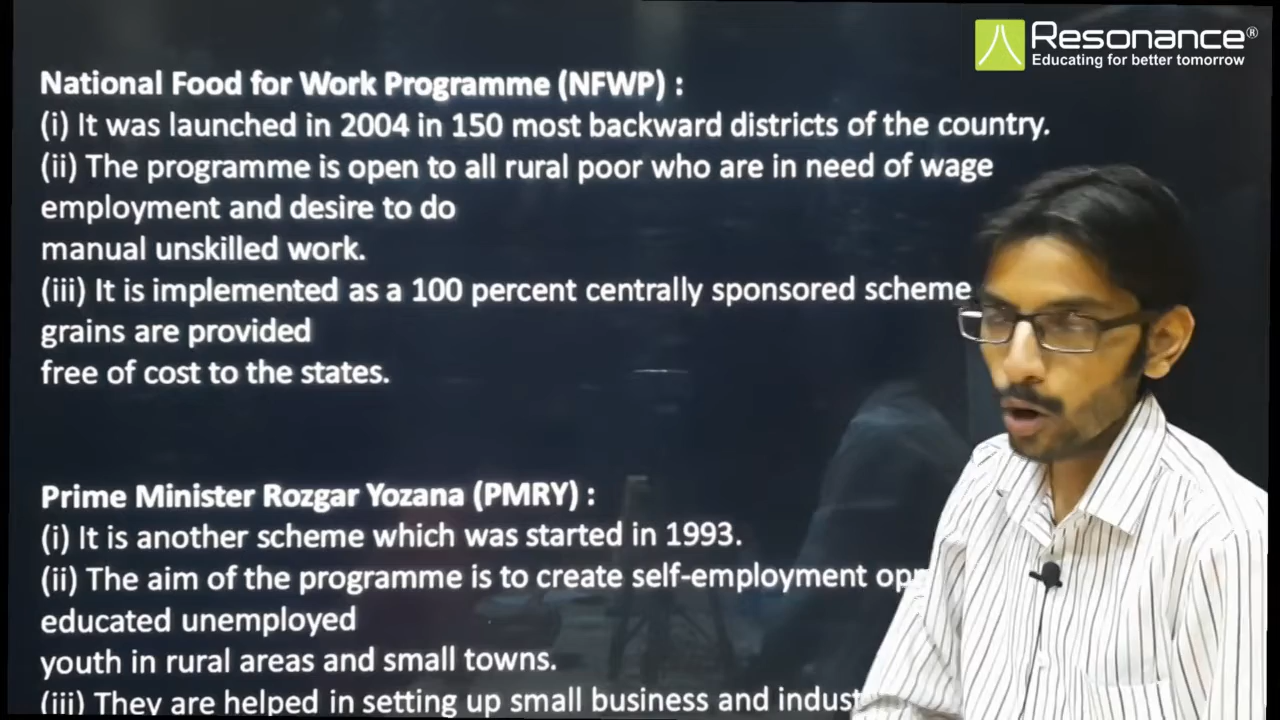 Resonance®
Educating for better tomorrow
National Food for Work Programme (NFWP) :
(i) It was launched in 2004 in 150 most backward districts of the country.
(ii) The programme is open to all rural poor who are in need of wage
employment and desire to do
manual unskilled work.
(iii) It is implemented as a 100 percent centrally sponsored scheme
grains are provided
free of cost to the states.
Prime Minister Rozgar Yozana (PMRY) :
(i) It is another scheme which was started in 1993.
(ii) The aim of the programme is to create self-employment
educated unemployed
youth in rural areas and small towns.
(iii) They are helped in setting up small business and